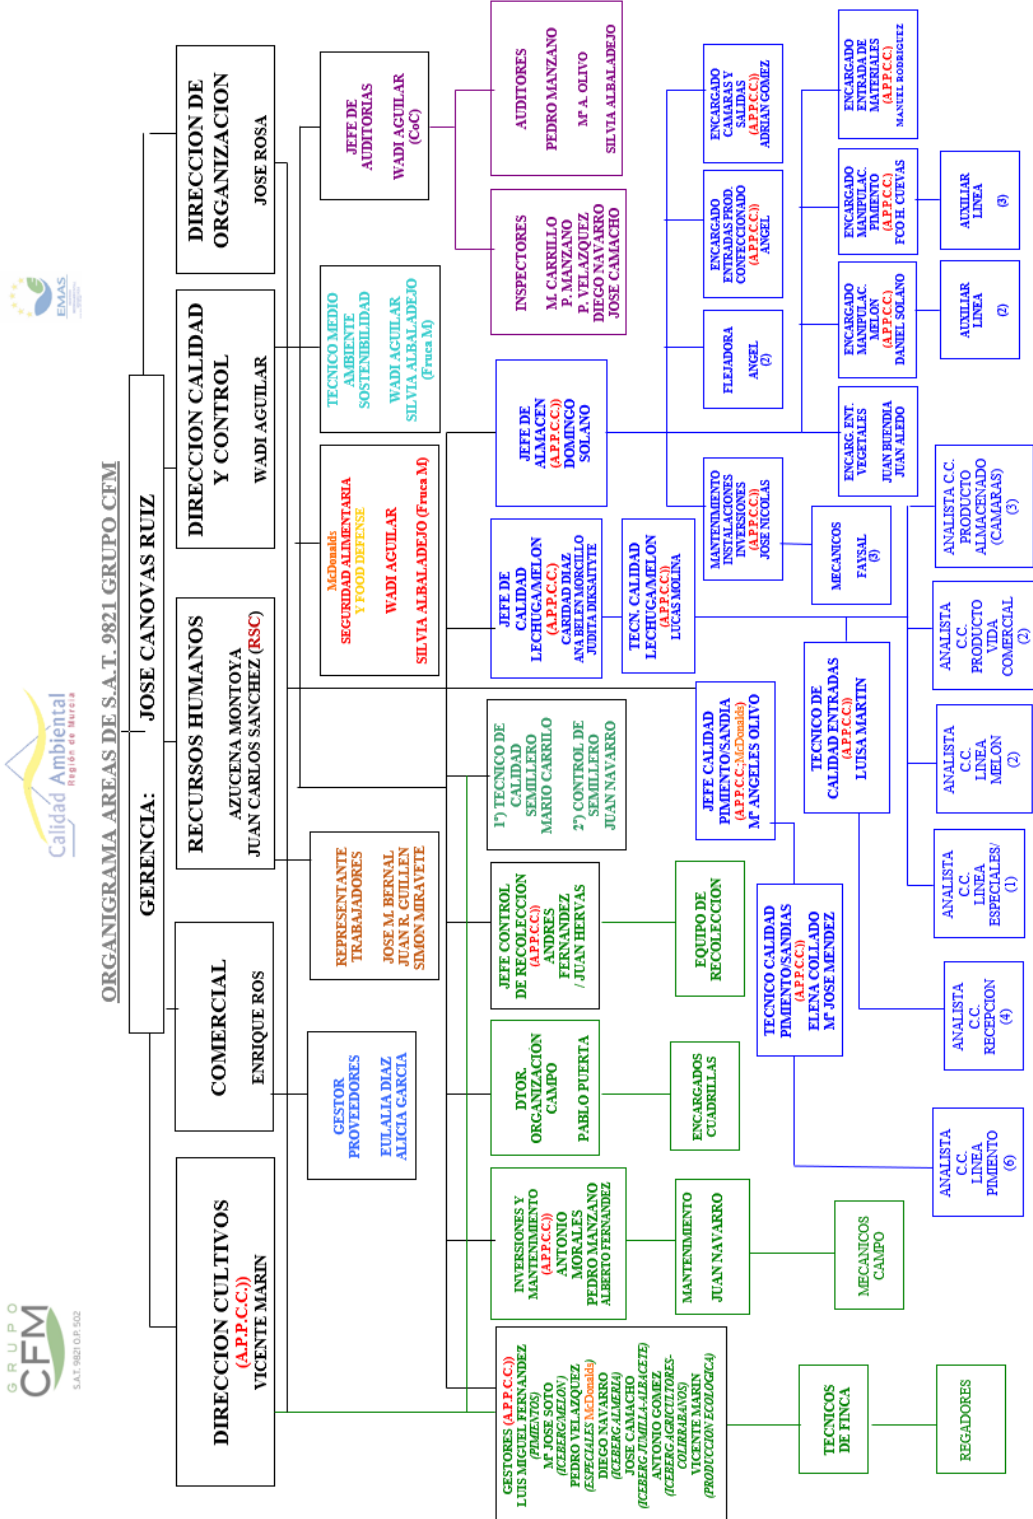 GRUPO
CFM
S.A.T. 9821 O.P. 502
Calidad Ambiental
Región de Murcia
EMAS
ORGANIGRAMA AREAS DE S.A.T. 9821 GRUPO CFM
GERENCIA: JOSE CANOVAS RUIZ
DIRECCION CULTIVOS
(A.P.P.C.C.))
VICENTE MARIN
COMERCIAL
ENRIQUE ROS
RECURSOS HUMANOS
AZUCENA MONTOYA
JUAN CARLOS SANCHEZ (RSC)
DIRECCION CALIDAD
Y CONTROL
WADI AGUILAR
DIRECCION DE
ORGANIZACION
JOSE ROSA
GESTOR
PROVEEDORES
EULALIA DIAZ
ALICIA GARCIA
REPRESENTANTE
TRABAJADORES
JOSE M. BERNAL
JUAN R. GUILLEN
SIMON MIRAVETE
McDonalds
SEGURIDAD ALIMENTARIA
Y FOOD DEFENSE
WADI AGUILAR
SILVIA ALBALADEJO (Fruca M)
TECNICO MEDIO
AMBIENTE
SOSTENIBILIDAD
WADI AGUILAR
SILVIA ALBALADEJO
(Fruca M)
JEFE DE
AUDITORIAS
WADI AGUILAR
(CoC)
GESTORES (A.P.P.C.C.))
LUIS MIGUEL FERNANDEZ
(PIMIENTOS)
Mª JOSE SOTO
(ICEBERG/MELON)
PEDRO VELAZQUEZ
(ESPECIALES McDonalds)
DIEGO NAVARRO
(ICEBERG ALMERIA)
JOSE CAMACHO
(ICEBERG JUMILLA-ALBACETE)
ANTONIO GOMEZ
(ICEBERG AGRICULTORES-
COLIRRABANOS)
VICENTE MARIN
(PRODUCCION ECOLOGICA)
INVERSIONES Y
MANTENIMIENTO
(A.P.P.C.C.))
ANTONIO
MORALES
PEDRO MANZANO
ALBERTO FERNANDEZ
DTOR.
ORGANIZACION
CAMPO
PABLO PUERTA
JEFE CONTROL
DE RECOLECCION
(A.P.P.C.C.))
ANDRES
FERNANDEZ
/ JUAN HERVAS
1º) TECNICO DE
CALIDAD
SEMILLERO
MARIO CARRILO
2º) CONTROL DE
SEMILLERO
JUAN NAVARRO
JEFE DE
CALIDAD
LECHUGA/MELON
(A.P.P.C.C.)
CARIDAD DIAZ
ANA BELEN MORCILLO
JUDITA DIKSAITYTE
JEFE DE
ALMACEN
(A.P.P.C.C.))
DOMINGO
SOLANO
INSPECTORES
M. CARRILLO
P. MANZANO
P. VELAZQUEZ
DIEGO NAVARRO
JOSE CAMACHO
AUDITORES
PEDRO MANZANO
Mª A. OLIVO
SILVIA ALBALADEJO
TECN. CALIDAD
LECHUGA/MELON
(A.P.P.C.C.))
LUCAS MOLINA
MANTENIMIENTO
JUAN NAVARRO
ENCARGADOS
CUADRILLAS
EQUIPO DE
RECOLECCION
JEFE CALIDAD
PIMIENTO/SANDIA
(A.P.P.C.C.;McDonalds)
Mª ANGELES OLIVO
MANTENIMIENTO
INSTALACIONES
INVERSIONES
(A.P.P.C.C.))
JOSE NICOLAS
FLEJADORA
ANGEL
(2)
ENCARGADO
ENTRADAS PROD.
CONFECCIONADO
(A.P.P.C.C.))
ANGEL
ENCARGADO
CAMARAS Y
SALIDAS
(A.P.P.C.C.))
ADRIAN GOMEZ
TECNICO CALIDAD
PIMIENTO/SANDIAS
(A.P.P.C.C.))
ELENA COLLADO
Mª JOSE MENDEZ
TECNICO DE
CALIDAD ENTRADAS
(A.P.P.C.C.))
LUISA MARTIN
MECANICOS
FAYSAL
(3)
ENCARG. ENT.
VEGETALES
JUAN BUENDIA
JUAN ALEDO
ENCARGADO
MANIPULAC.
MELON
(A.P.P.C.C.)
DANIEL SOLANO
ENCARGADO
MANIPULAC.
PIMIENTO
(A.P.P.C.C.)
FCO H. CUEVAS
ENCARGADO
ENTRADA DE
MATERIALES
(A.P.P.C.C.)
MANUEL RODRIGUEZ
TECNICOS
DE FINCA
MECANICOS
CAMPO
REGADORES
ANALISTA
C.C.
LINEA
PIMIENTO
(6)
ANALISTA
C.C.
RECEPCION
(4)
ANALISTA
C.C.
LINEA
ESPECIALES/
(1)
ANALISTA
C.C.
LINEA
MELON
(2)
ANALISTA
C.C.
PRODUCTO
VIDA
COMERCIAL
(2)
ANALISTA C.C.
PRODUCTO
ALMACENADO
(CAMARAS)
(3)
AUXILIAR
LINEA
(2)
AUXILIAR
LINEA
(3)